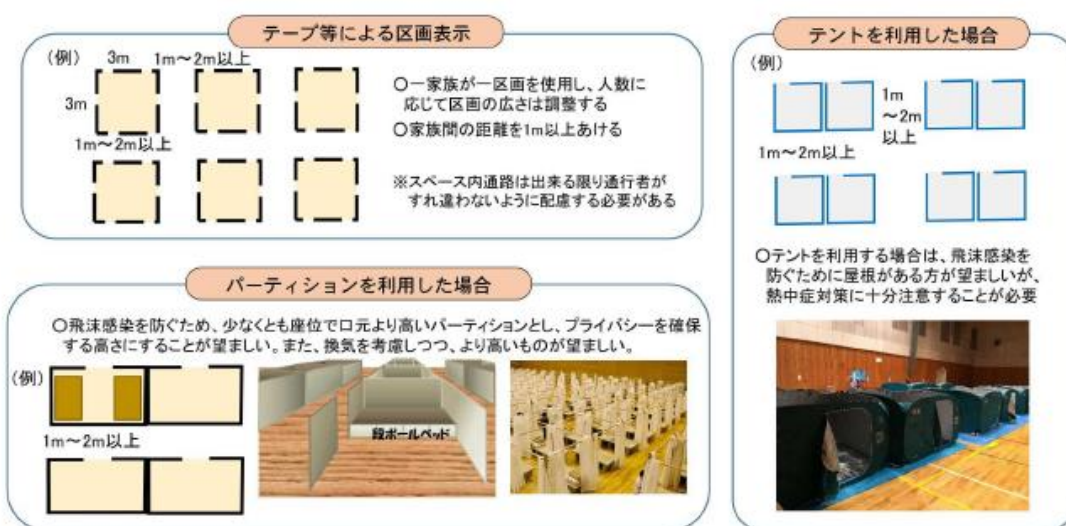 テープ等による区画表示
(例)
3m
1m～2m以上
3m
1m～2m以上
〇一家族が一区画を使用し、人数に
応じて区画の広さは調整する
〇家族間の距離を1m以上あける
※スペース内通路は出来る限り通行者が
すれ違わないように配慮する必要がある
パーティションを利用した場合
〇飛沫感染を防ぐため、少なくとも座位で口元より高いパーティションとし、プライバシーを確保
する高さにすることが望ましい。また、換気を考慮しつつ、より高いものが望ましい。
(例)
1m～2m以上
段ボールベッド
テントを利用した場合
(例)
1m
～2m
以上
1m～2m以上
〇テントを利用する場合は、飛沫感染を
防ぐために屋根がある方が望ましいが、
熱中症対策に十分注意することが必要